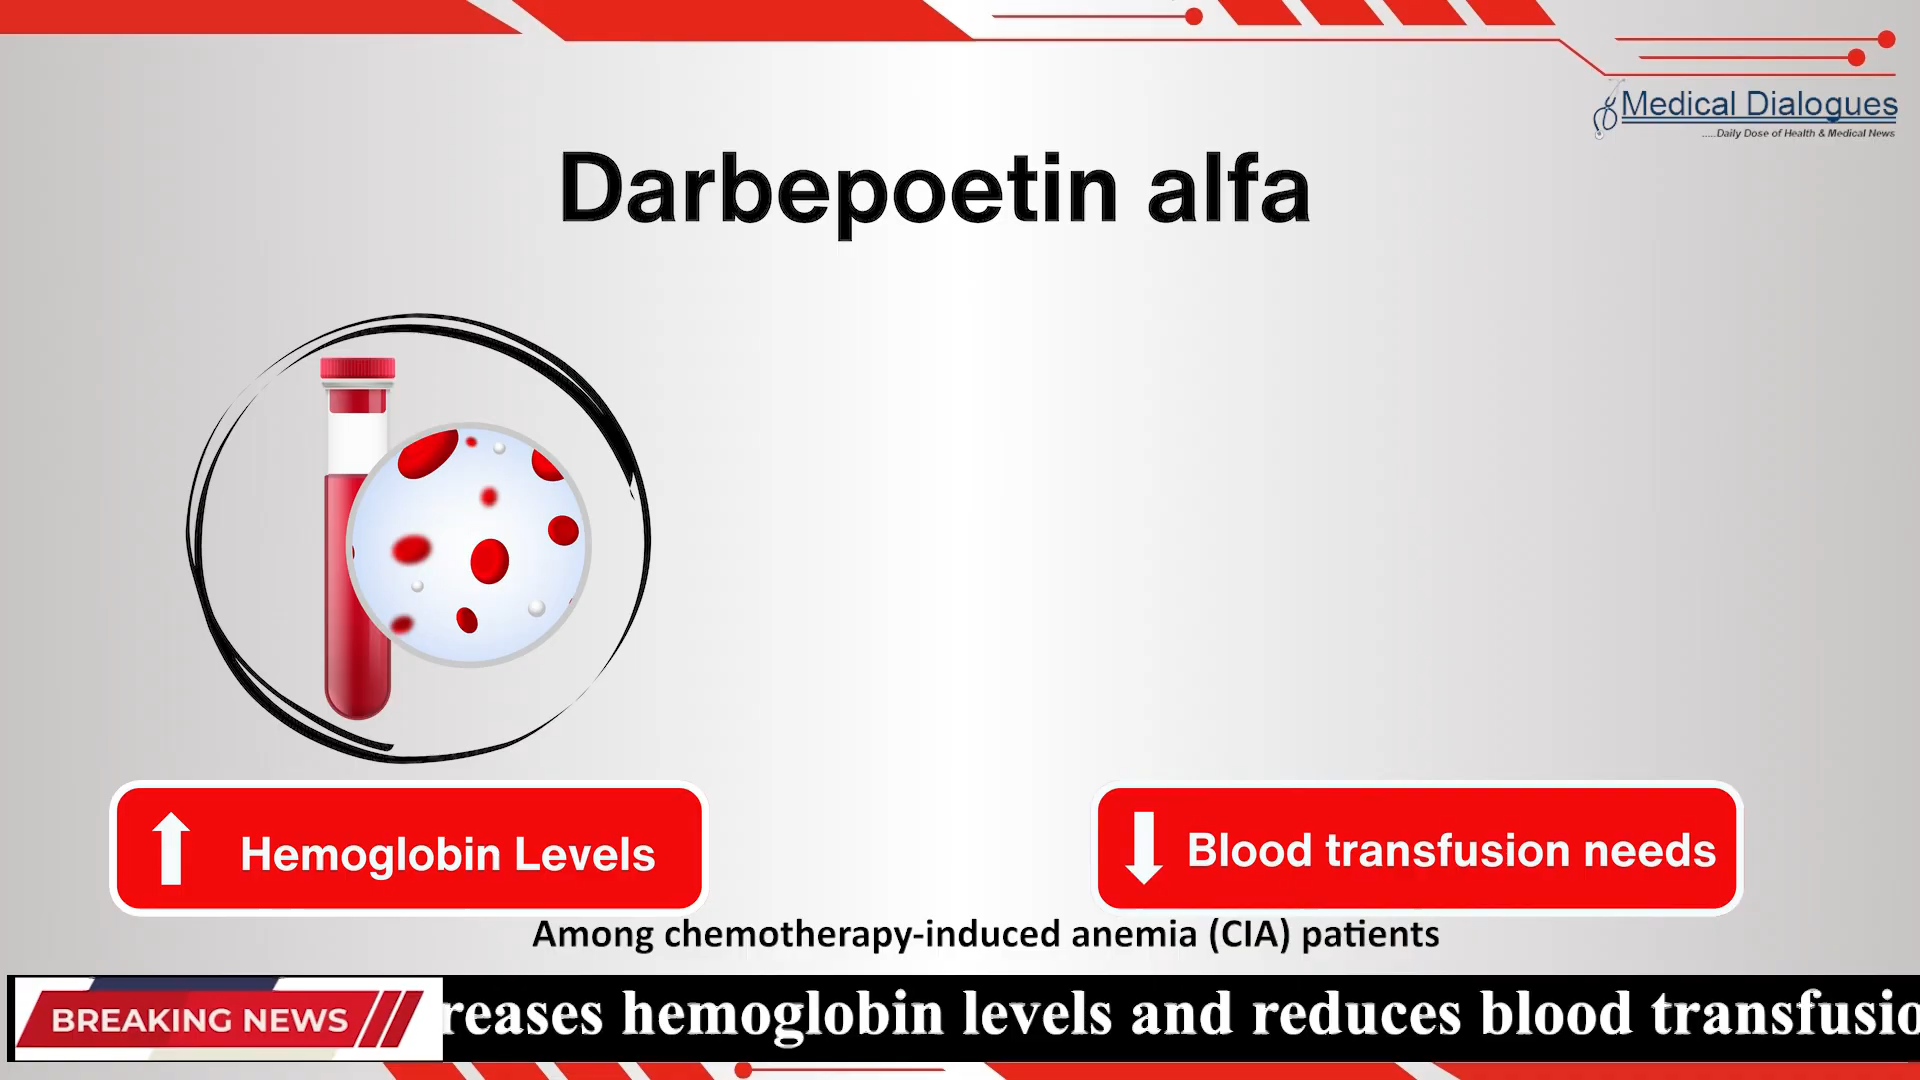 Medical Dialogues
.....Daily Dose of Health & Medical News
Darbepoetin alfa
Hemoglobin Levels
Blood transfusion needs
Among chemotherapy-induced anemia (CIA) patients
BREAKING NEWS
reases hemoglobin levels and reduces blood transfusio